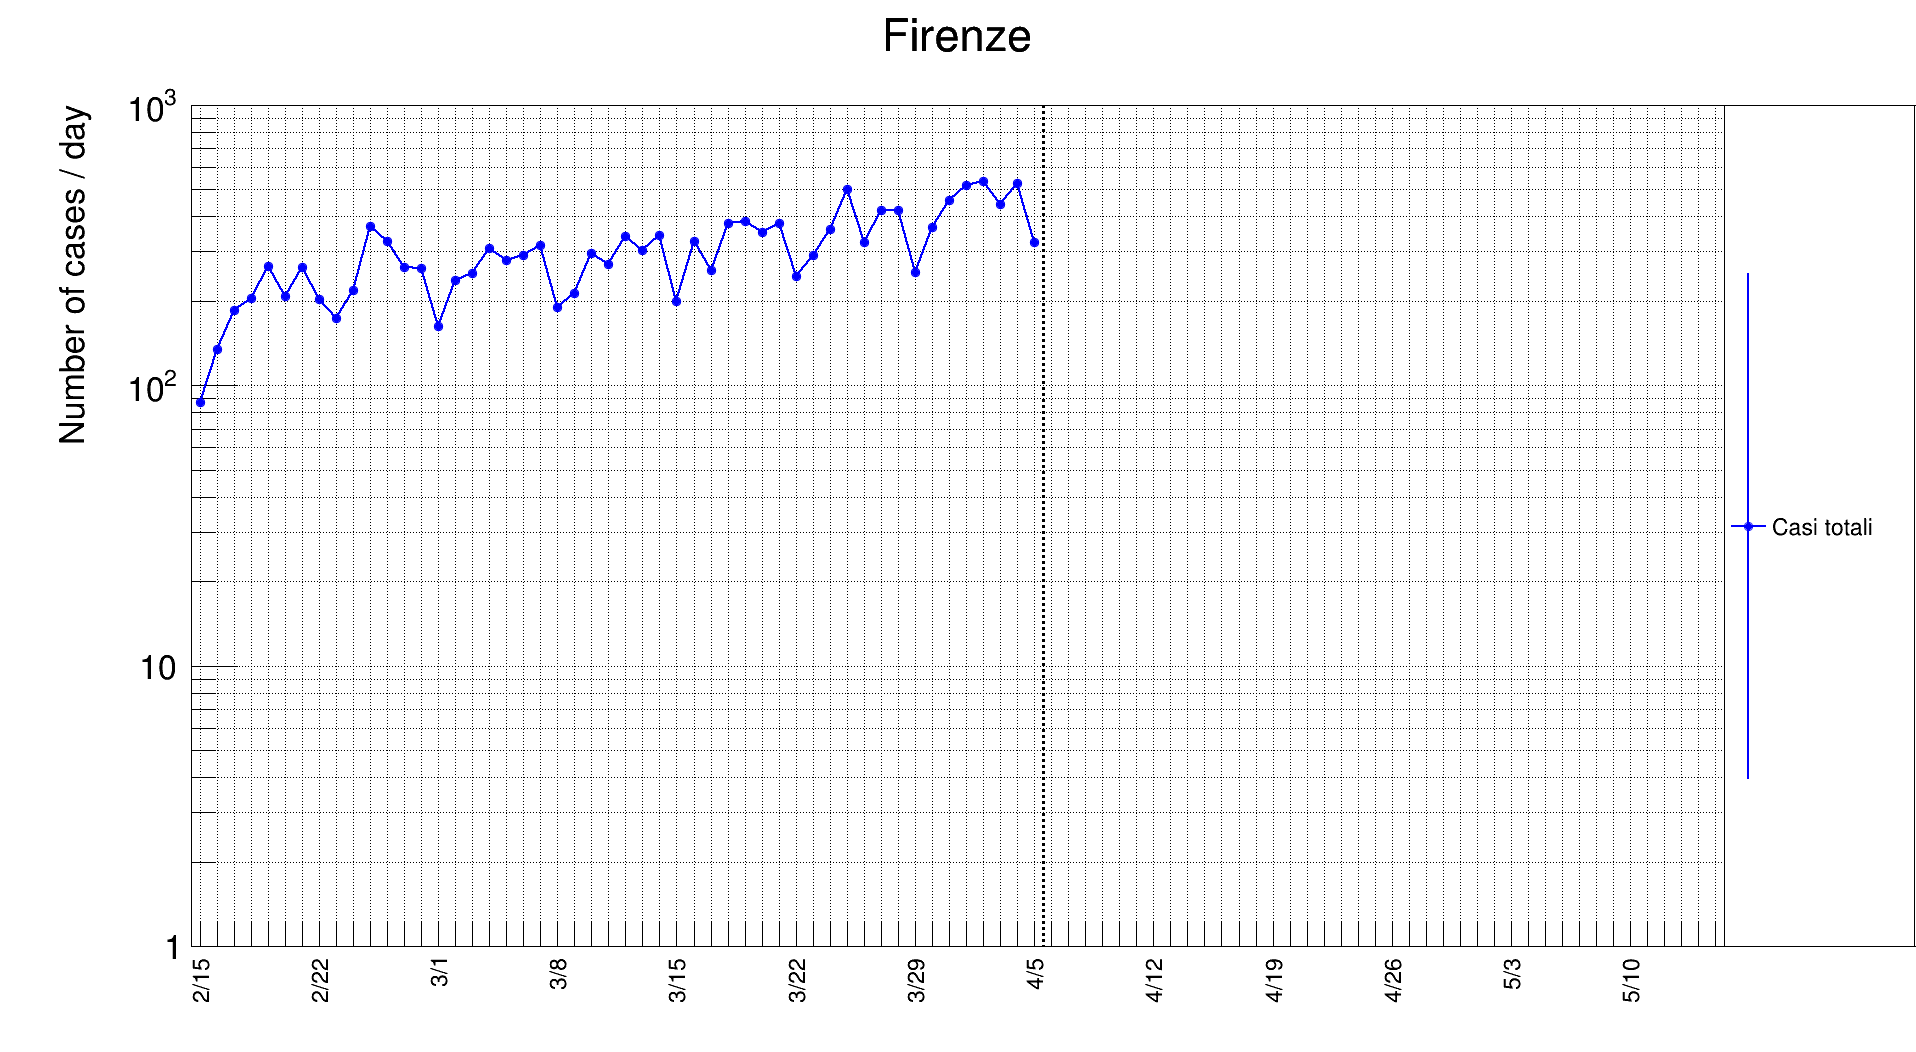 Firenze
Number of cases / day
10³
10²
10
1
2/15 2/22 3/1 3/8 3/15 3/22 3/29 4/5 4/12 4/19 4/26 5/3 5/10
Casi totali